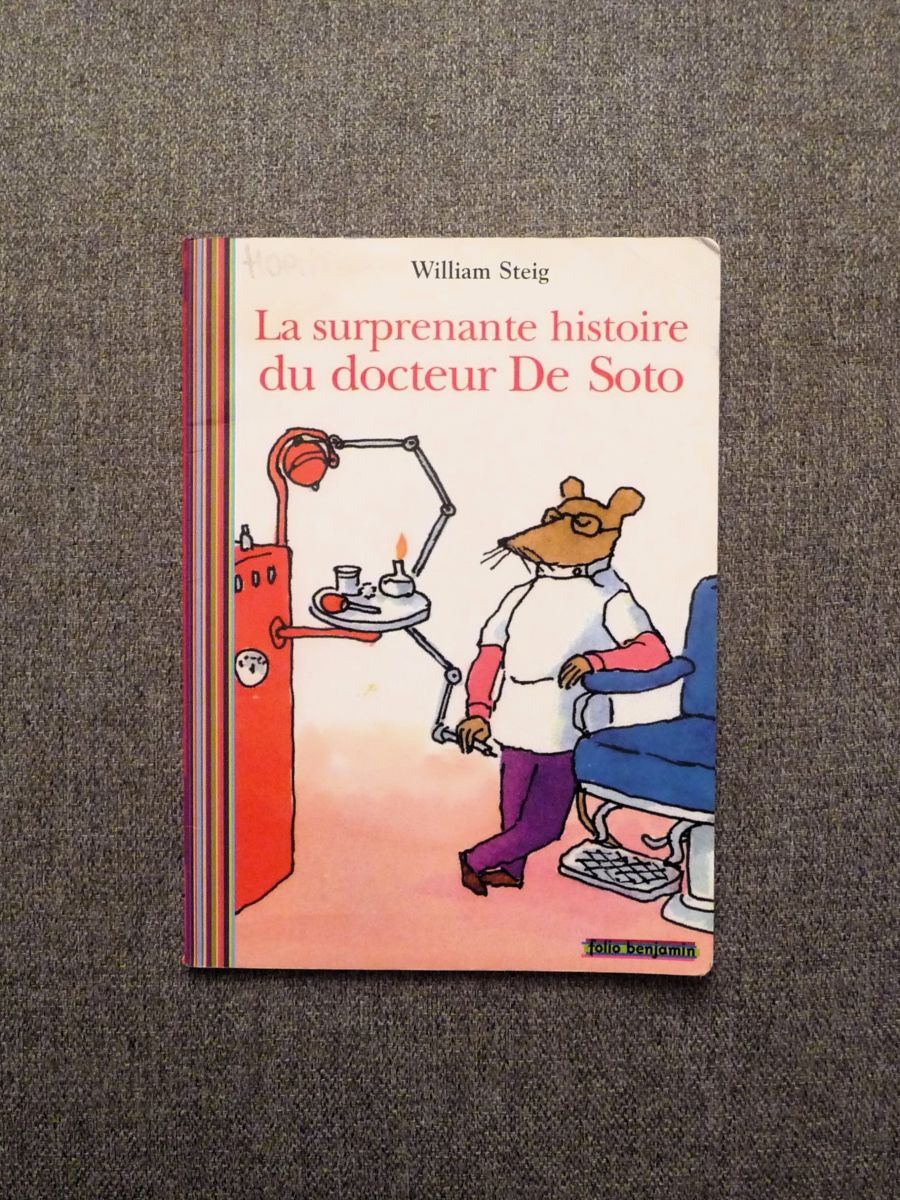 William Steig
La surprenante histoire
du docteur De Soto
folio benjamin